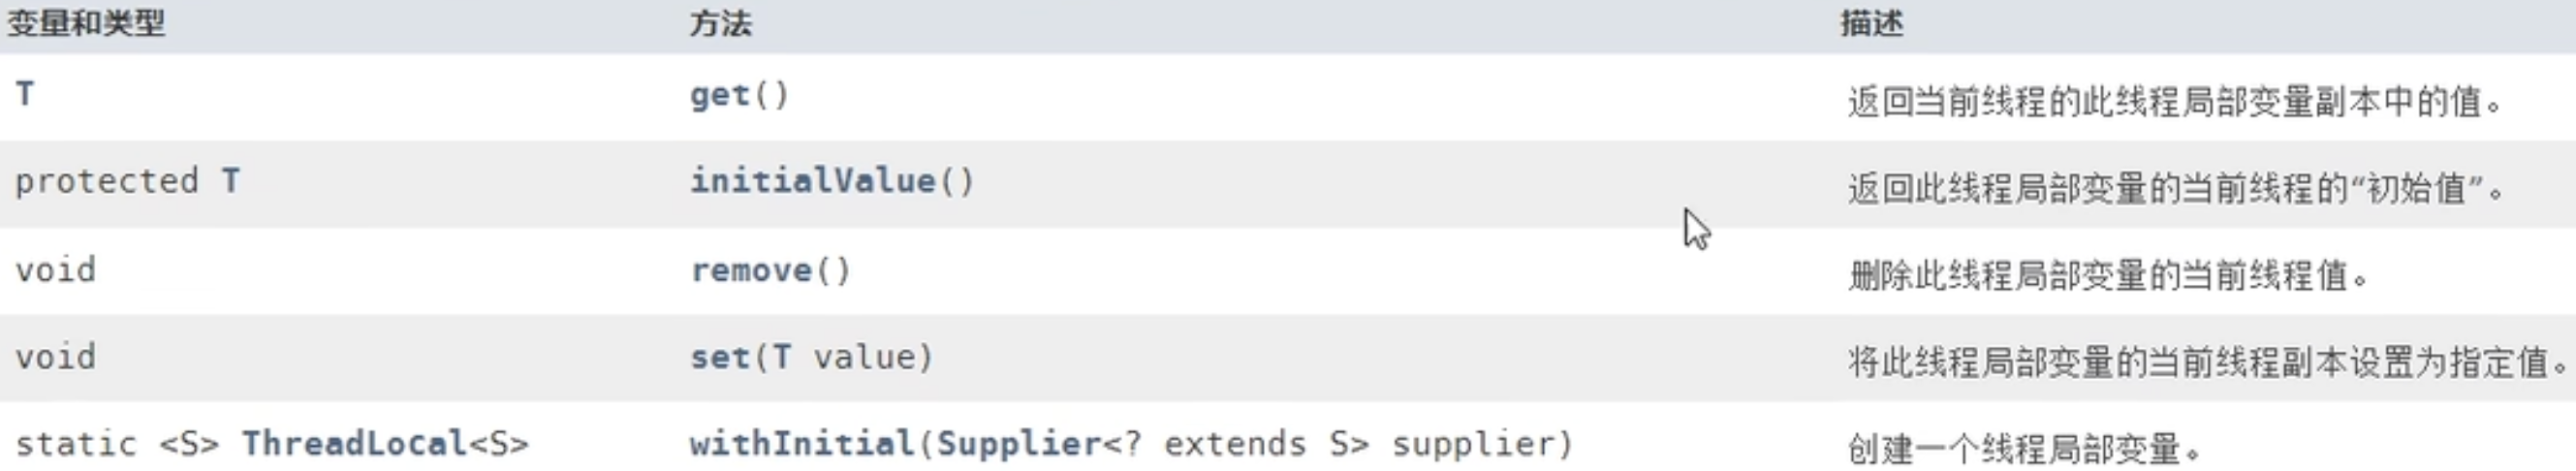 变量和类型 方法 描述
T get() 返回当前线程的此线程局部变量副本中的值。
protected T initialValue() 返回此线程局部变量的当前线程的“初始值”。
void remove() 删除此线程局部变量的当前线程值。
void set(T value) 将此线程局部变量的当前线程副本设置为指定值。
static <S> ThreadLocal<S> withInitial(Supplier<? extends S> supplier) 创建一个线程局部变量。